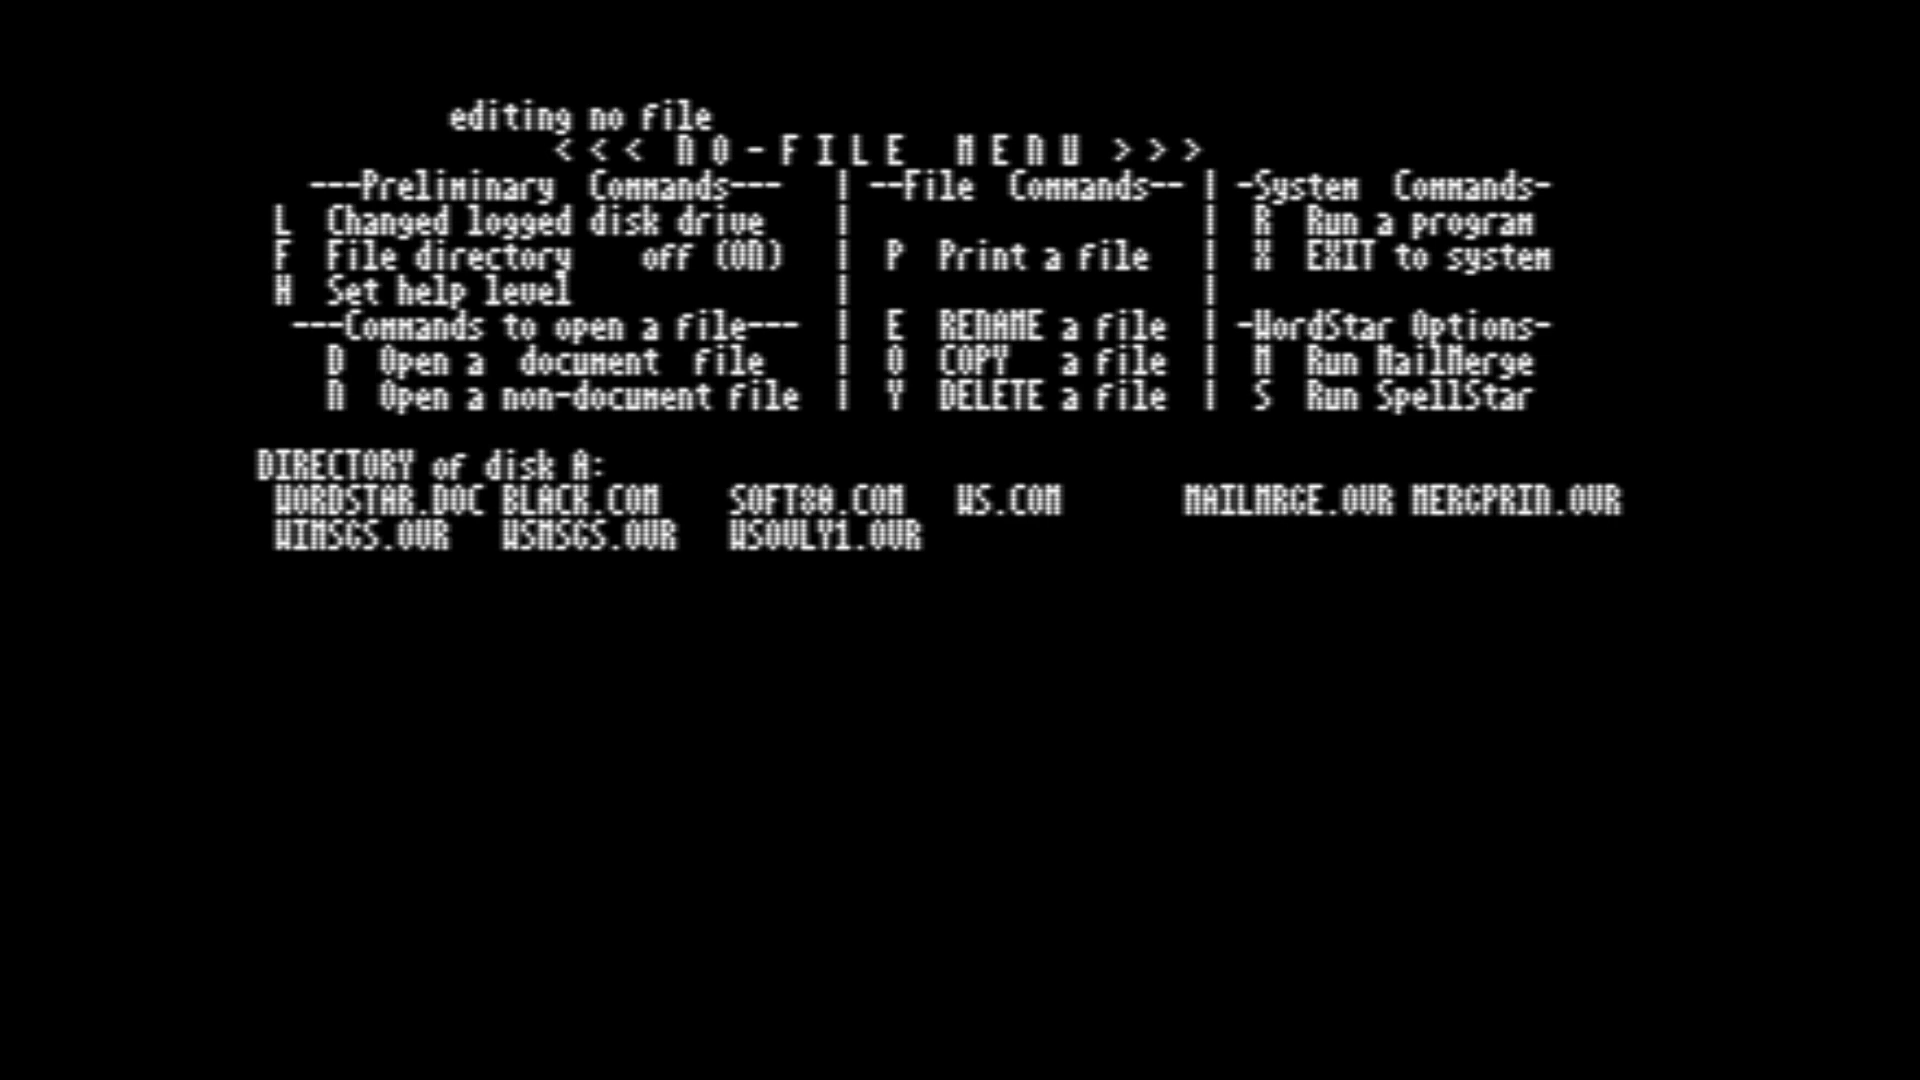 editing no file
< < < N O - F I L E   M E N U > > >
---Preliminary  Commands---   | --File  Commands-- | -System  Commands-
L  Changed logged disk drive    |                    |  R  Run a program
F  File directory    off (ON)   |  P  Print a file   |  X  EXIT to system
H  Set help level               |                    |
---Commands to open a file---  |  E  RENAME a file  | -WordStar Options-
D  Open a  document  file    |  O  COPY   a file  |  M  Run MailMerge
N  Open a non-document file  |  Y  DELETE a file  |  S  Run SpellStar
DIRECTORY of disk A:
WORDSTAR.DOC BLACK.COM    SOFT80.COM   WS.COM       MAILMRGE.OVR MERGPRIN.OVR
WIMSGS.OVR   WSMSGS.OVR   WSOVLY1.OVR